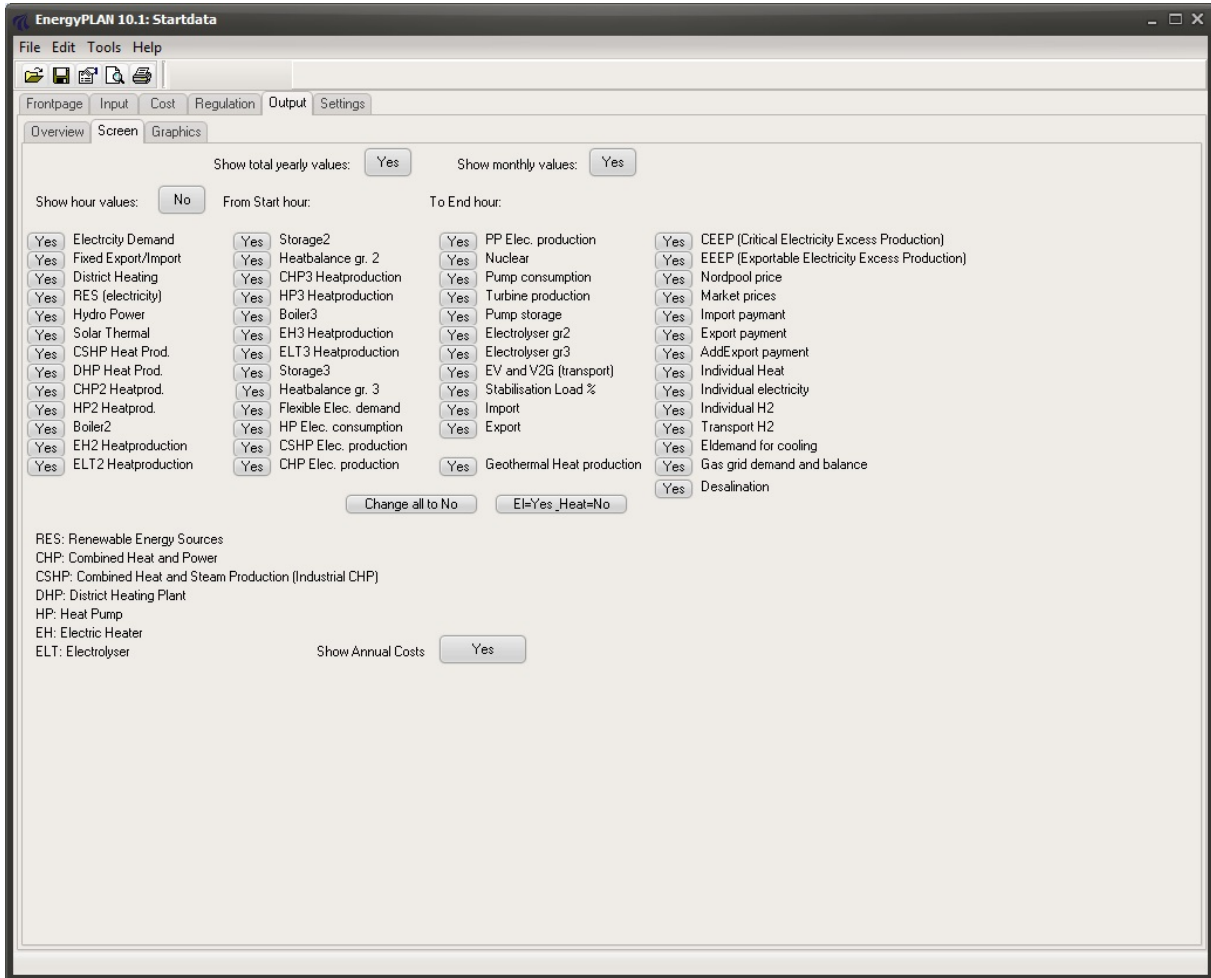 EnergyPLAN 10.1: Startdata
File Edit Tools Help
Frontpage Input Cost Regulation Output Settings
Overview Screen Graphics
Show total yearly values: Yes Show monthly values: Yes
Show hour values: No From Start hour: To End hour:
Yes Electrcity Demand Yes Storage2 Yes PP Elec. production Yes CEEP (Critical Electricity Excess Production)
Yes Fixed Export/Import Yes Heatbalance gr. 2 Yes Nuclear Yes EEEP (Exportable Electricity Excess Production)
Yes District Heating Yes CHP3 Heatproduction Yes Pump consumption Yes Nordpool price
Yes RES (electricity) Yes HP3 Heatproduction Yes Turbine production Yes Market prices
Yes Hydro Power Yes Boiler3 Yes Pump storage Yes Import paymant
Yes Solar Thermal Yes EH3 Heatproduction Yes Electrolyser gr2 Yes Export payment
Yes CSHP Heat Prod. Yes ELT3 Heatproduction Yes Electrolyser gr3 Yes AddExport payment
Yes DHP Heat Prod. Yes Storage3 Yes EV and V2G (transport) Yes Individual Heat
Yes CHP2 Heatprod. Yes Heatbalance gr. 3 Yes Stabilisation Load % Yes Individual electricity
Yes HP2 Heatprod. Yes Flexible Elec. demand Yes Import Yes Individual H2
Yes Boiler2 Yes HP Elec. consumption Yes Export Yes Transport H2
Yes EH2 Heatproduction Yes CSHP Elec. production Yes Eldemand for cooling
Yes ELT2 Heatproduction Yes CHP Elec. production Yes Geothermal Heat production Yes Gas grid demand and balance
Yes Desalination
Change all to No El=Yes_Heat=No
RES: Renewable Energy Sources
CHP: Combined Heat and Power
CSHP: Combined Heat and Steam Production (Industrial CHP)
DHP: District Heating Plant
HP: Heat Pump
EH: Electric Heater
ELT: Electrolyser Show Annual Costs Yes